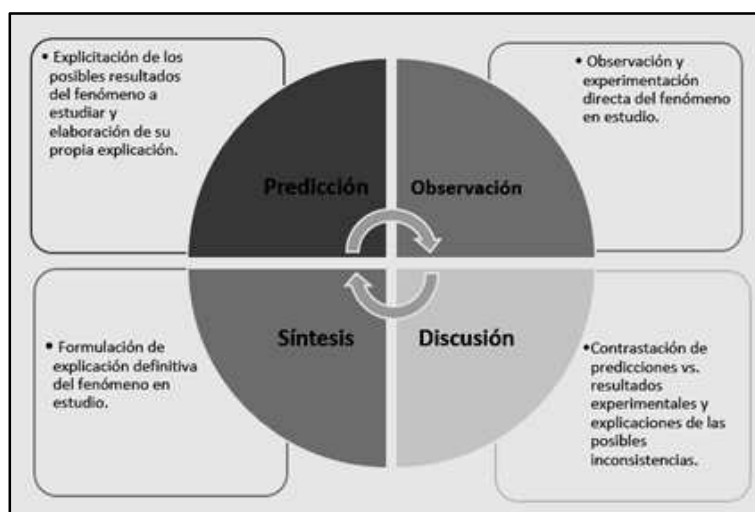 • Explicitación de los
posibles resultados
del fenómeno a
estudiar y
elaboración de su
propia explicación.
• Observación y
experimentación
directa del fenómeno
en estudio.
Predicción
Observación
Síntesis
Discusión
• Formulación de
explicación definitiva
del fenómeno en
estudio.
•Contrastación de
predicciones vs.
resultados
experimentales y
explicaciones de las
posibles
inconsistencias.